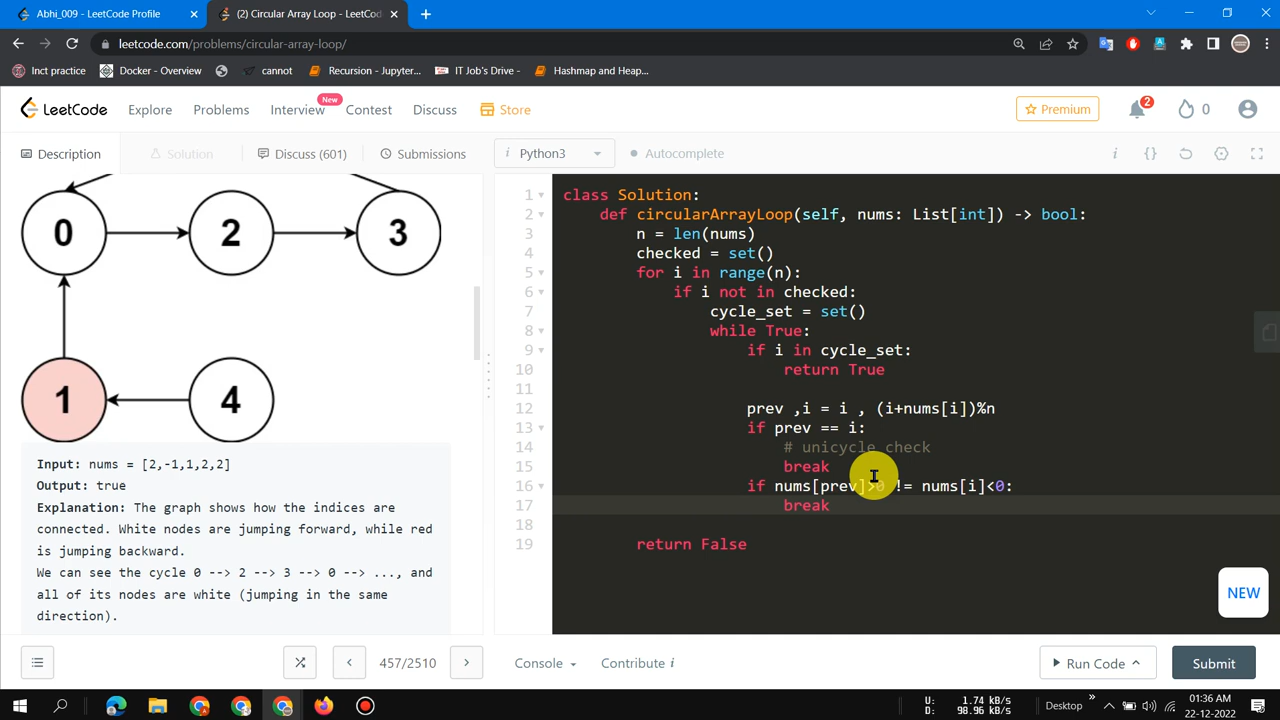 Abhi_009 - LeetCode Profile
(2) Circular Array Loop - LeetCod
leetcode.com/problems/circular-array-loop/
Inct practice
Docker - Overview
cannot
Recursion - Jupyter...
IT Job's Drive -
Hashmap and Heap...
LeetCode
Explore
Problems
Interview
New
Contest
Discuss
Store
Premium
2
0
Description
Solution
Discuss (601)
Submissions
i
Python3
Autocomplete
i
{}
0
2
3
1
4
Input: nums = [2,-1,1,2,2]
Output: true
Explanation: The graph shows how the indices are
connected. White nodes are jumping forward, while red
is jumping backward.
We can see the cycle 0 --> 2 --> 3 --> 0 --> ..., and
all of its nodes are white (jumping in the same
direction).
1 class Solution:
2 def circularArrayLoop(self, nums: List[int]) -> bool:
3 n = len(nums)
4 checked = set()
5 for i in range(n):
6 if i not in checked:
7 cycle_set = set()
8 while True:
9 if i in cycle_set:
10 return True
11
12 prev ,i = i , (i+nums[i])%n
13 if prev == i:
14 # unicycle check
15 break
16 if nums[prev]>0 != nums[i]<0:
17 break
18
19 return False
NEW
457/2510
Console
Contribute i
Run Code
Submit
U: 1.74 kB/s
D: 98.96 kB/s
Desktop
01:36 AM
22-12-2022